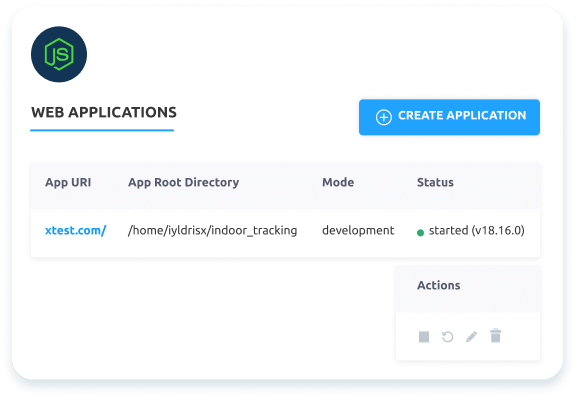 JS
WEB APPLICATIONS
CREATE APPLICATION
App URI App Root Directory Mode Status
xtest.com/ /home/iyldrisx/indoor_tracking development started (v18.16.0)
Actions